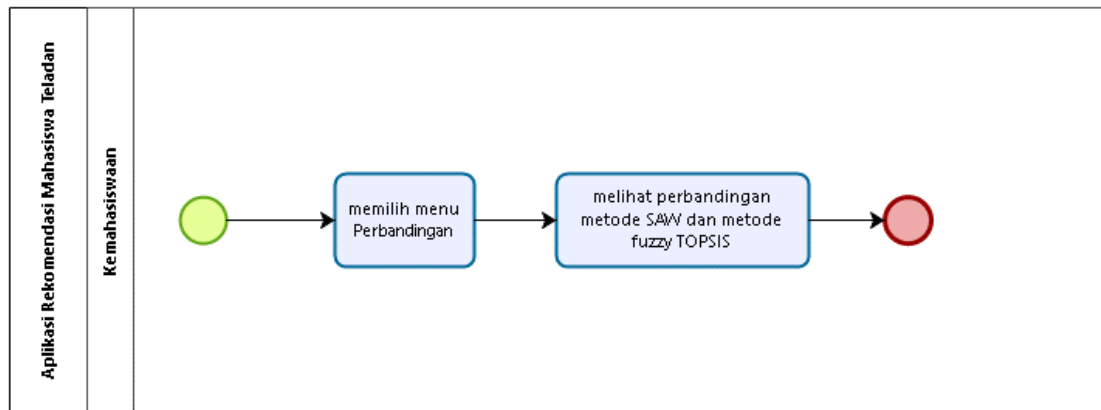 Aplikasi Rekomendasi Mahasiswa Teladan
Kemahasiswaan
memilih menu
Perbandingan
melihat perbandingan
metode SAW dan metode
fuzzy TOPSIS